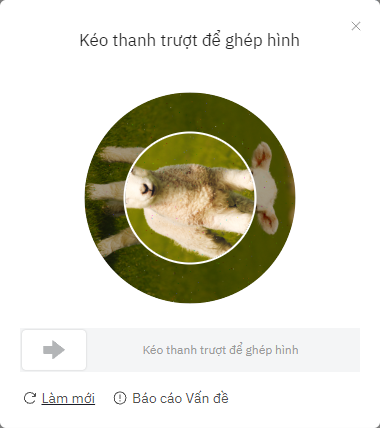 Kéo thanh trượt để ghép hình
Kéo thanh trượt để ghép hình
Làm mới
Báo cáo Vấn đề